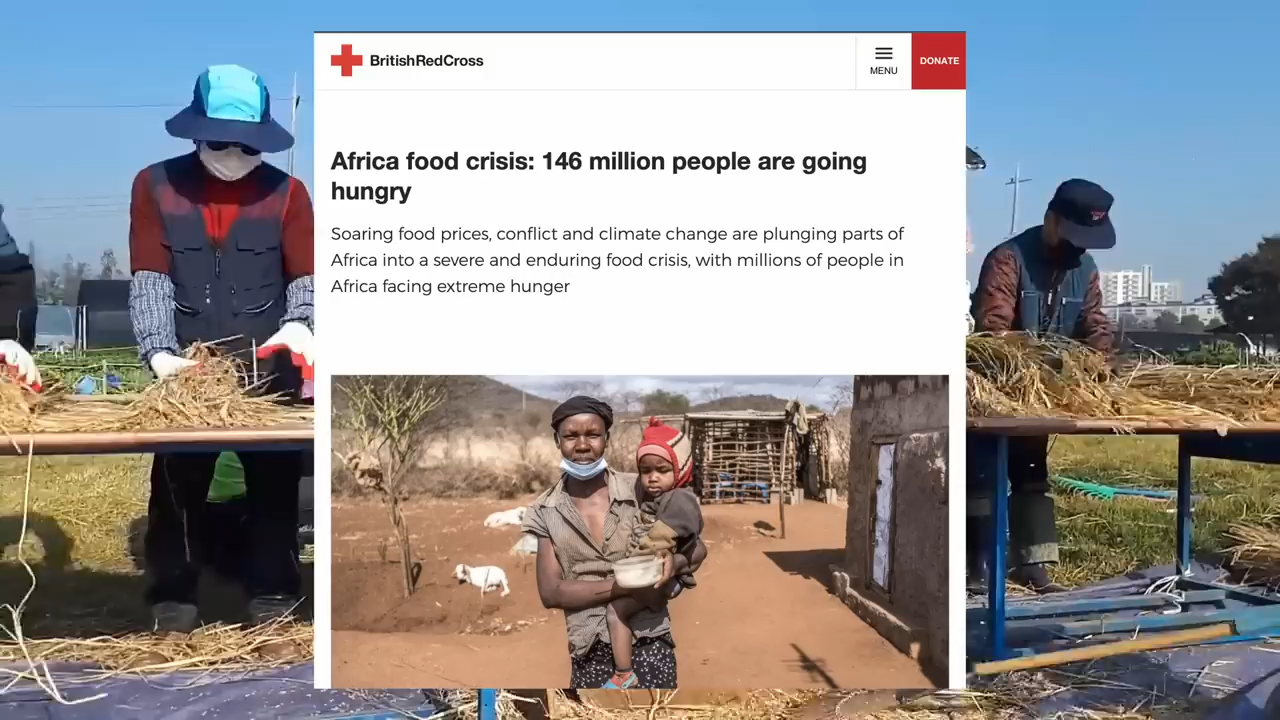 BritishRedCross
MENU
DONATE
Africa food crisis: 146 million people are going
hungry
Soaring food prices, conflict and climate change are plunging parts of
Africa into a severe and enduring food crisis, with millions of people in
Africa facing extreme hunger